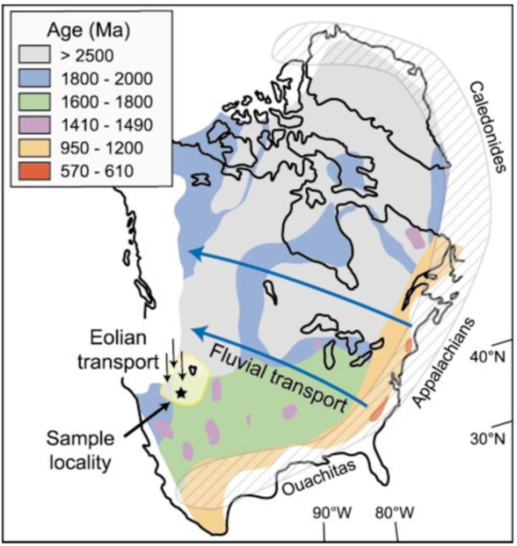 Age (Ma)
> 2500
1800 - 2000
1600 - 1800
1410 - 1490
950 - 1200
570 - 610
Caledonides
Eolian
transport
Fluvial transport
Appalachians
40°N
Sample
locality
30°N
Ouachitas
90°W 80°W